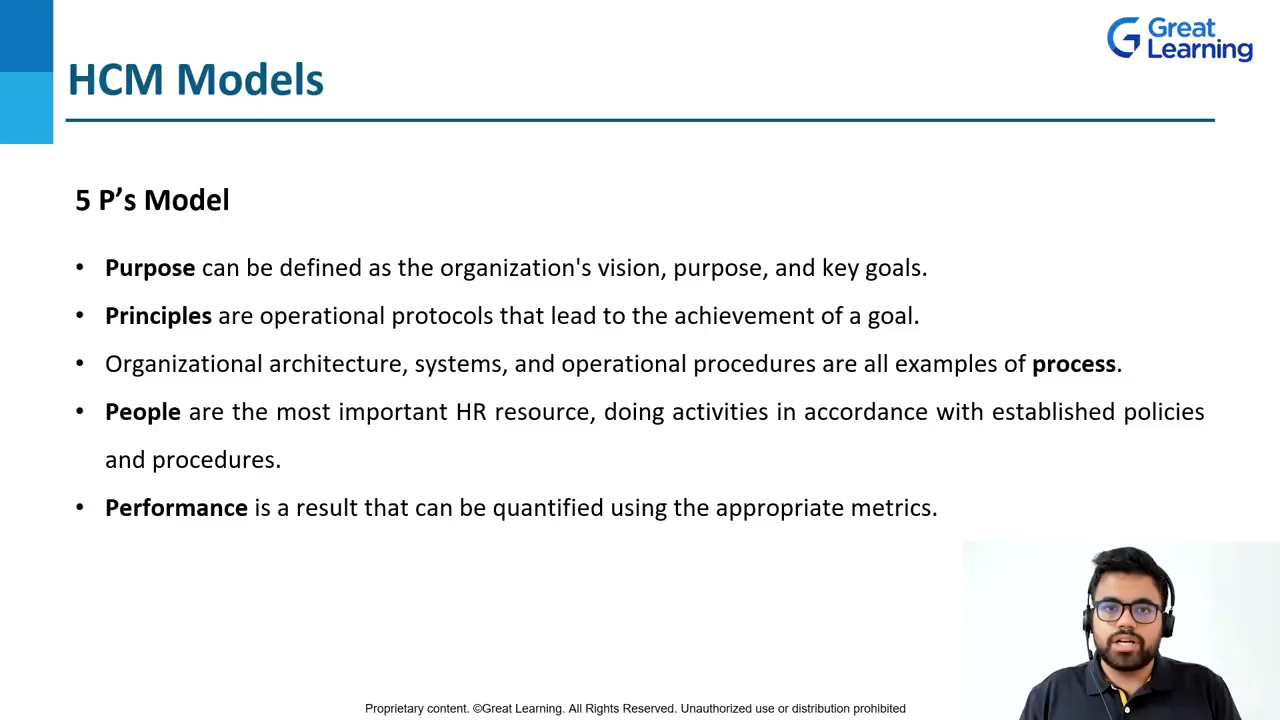 Great
Learning
HCM Models
5 P’s Model
• Purpose can be defined as the organization's vision, purpose, and key goals.
• Principles are operational protocols that lead to the achievement of a goal.
• Organizational architecture, systems, and operational procedures are all examples of process.
• People are the most important HR resource, doing activities in accordance with established policies
and procedures.
• Performance is a result that can be quantified using the appropriate metrics.
Proprietary content. ©Great Learning. All Rights Reserved. Unauthorized use or distribution prohibited